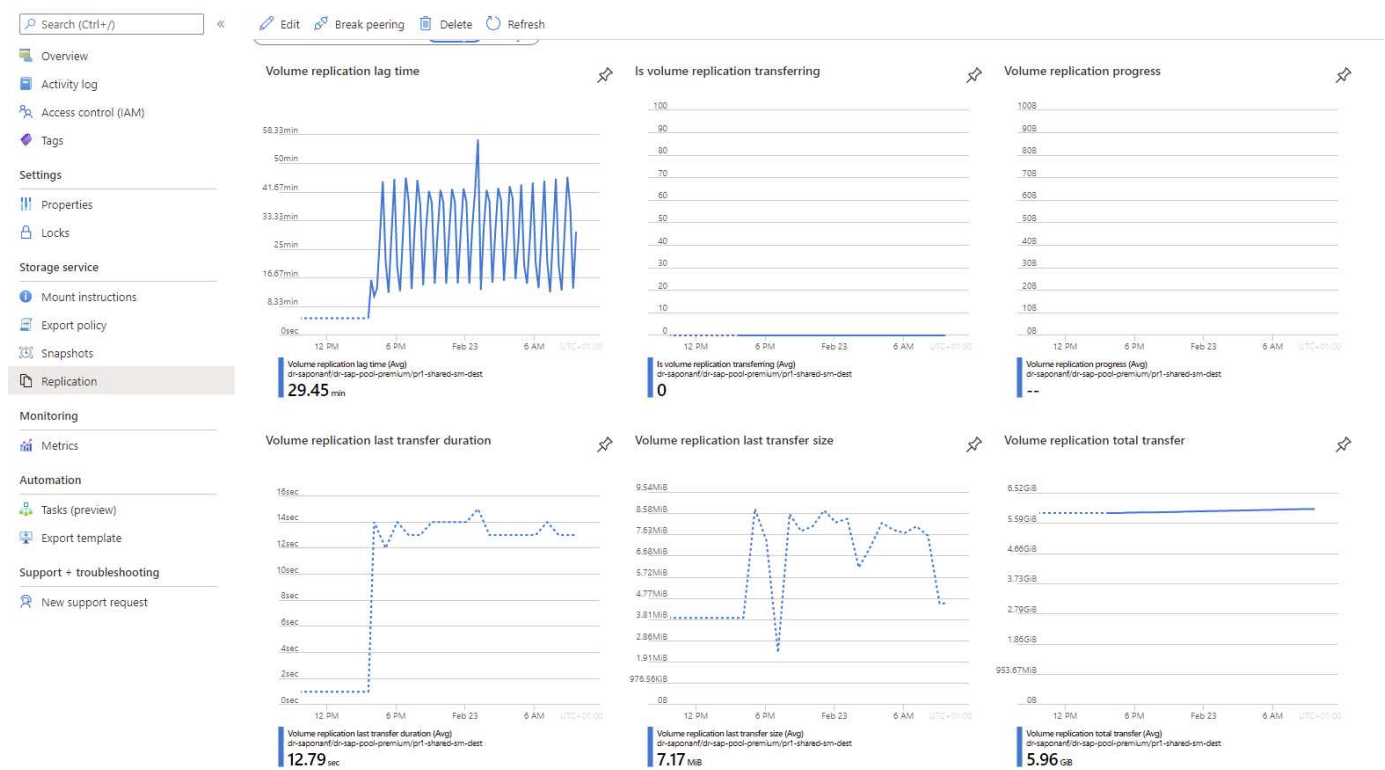 Search (Ctrl+/)
«
Edit
Break peering
Delete
Refresh
Overview
Activity log
Access control (IAM)
Tags
Settings
Properties
Locks
Storage service
Mount instructions
Export policy
Snapshots
Replication
Monitoring
Metrics
Automation
Tasks (preview)
Export template
Support + troubleshooting
New support request
Volume replication lag time
58.33min
50min
41.67min
33.33min
25min
16.67min
8.33min
0sec
12 PM 6 PM Feb 23 6 AM UTC+01:00
Volume replication lag time (Avg)
dr-saponanf/dr-sap-pool-premium/pr1-shared-sm-dest
29.45 min
Is volume replication transferring
100
90
80
70
60
50
40
30
20
10
0
12 PM 6 PM Feb 23 6 AM UTC+01:00
Is volume replication transferring (Avg)
dr-saponanf/dr-sap-pool-premium/pr1-shared-sm-dest
0
Volume replication progress
100B
90B
80B
70B
60B
50B
40B
30B
20B
10B
0B
12 PM 6 PM Feb 23 6 AM UTC+01:00
Volume replication progress (Avg)
dr-saponanf/dr-sap-pool-premium/pr1-shared-sm-dest
--
Volume replication last transfer duration
16sec
14sec
12sec
10sec
8sec
6sec
4sec
2sec
0sec
12 PM 6 PM Feb 23 6 AM UTC+01:00
Volume replication last transfer duration (Avg)
dr-saponanf/dr-sap-pool-premium/pr1-shared-sm-dest
12.79 sec
Volume replication last transfer size
9.54MiB
8.58MiB
7.63MiB
6.68MiB
5.72MiB
4.77MiB
3.81MiB
2.86MiB
1.91MiB
976.56KiB
0B
12 PM 6 PM Feb 23 6 AM UTC+01:00
Volume replication last transfer size (Avg)
dr-saponanf/dr-sap-pool-premium/pr1-shared-sm-dest
7.17 MiB
Volume replication total transfer
6.52GiB
5.59GiB
4.66GiB
3.73GiB
2.79GiB
1.86GiB
953.67MiB
0B
12 PM 6 PM Feb 23 6 AM UTC+01:00
Volume replication total transfer (Avg)
dr-saponanf/dr-sap-pool-premium/pr1-shared-sm-dest
5.96 GiB